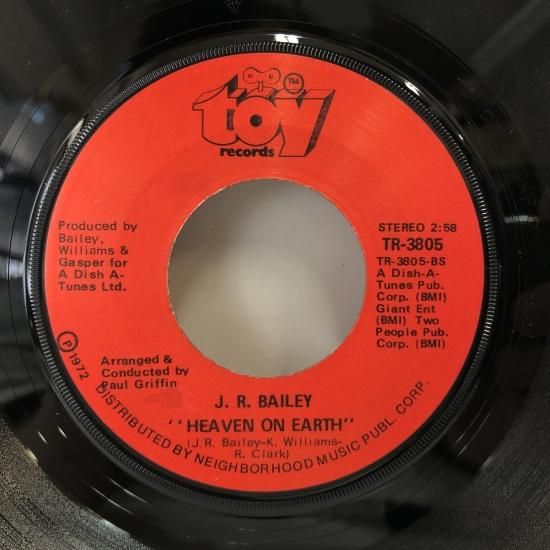 TM
toy
records
Produced by
Bailey,
Williams &
Gasper for
A Dish A-
Tunes Ltd.
STEREO 2:58
TR-3805
TR-3805-BS
A Dish-A-
Tunes Pub.
Corp. (BMI)
Giant Ent
(BMI) Two
People Pub.
Corp. (BMI)
P 1972
Arranged &
Conducted by
Paul Griffin
J. R. BAILEY
''HEAVEN ON EARTH"
(J. R. Bailey-K. Williams-
R. Clark)
DISTRIBUTED BY NEIGHBORHOOD MUSIC PUBL. CORP.